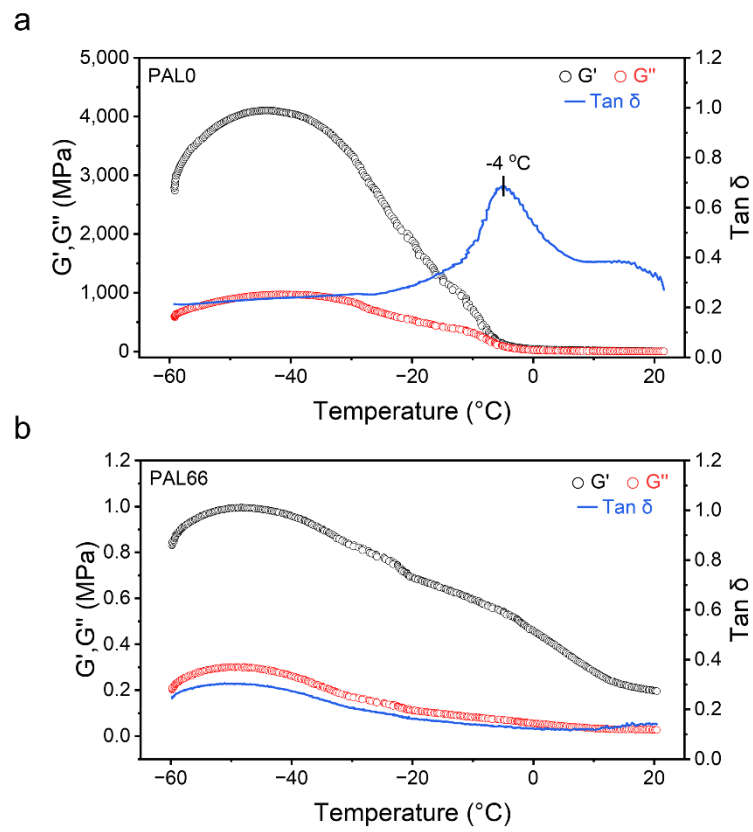 a
PAL0
G' G''
Tan δ
-4 °C
G',G'' (MPa)
5,000
4,000
3,000
2,000
1,000
0
1.2
1.0
0.8
0.6
0.4
0.2
0.0
Tan δ
−60 −40 −20 0 20
Temperature (°C)
b
PAL66
G' G''
Tan δ
G',G'' (MPa)
1.2
1.0
0.8
0.6
0.4
0.2
0.0
1.2
1.0
0.8
0.6
0.4
0.2
0.0
Tan δ
−60 −40 −20 0 20
Temperature (°C)